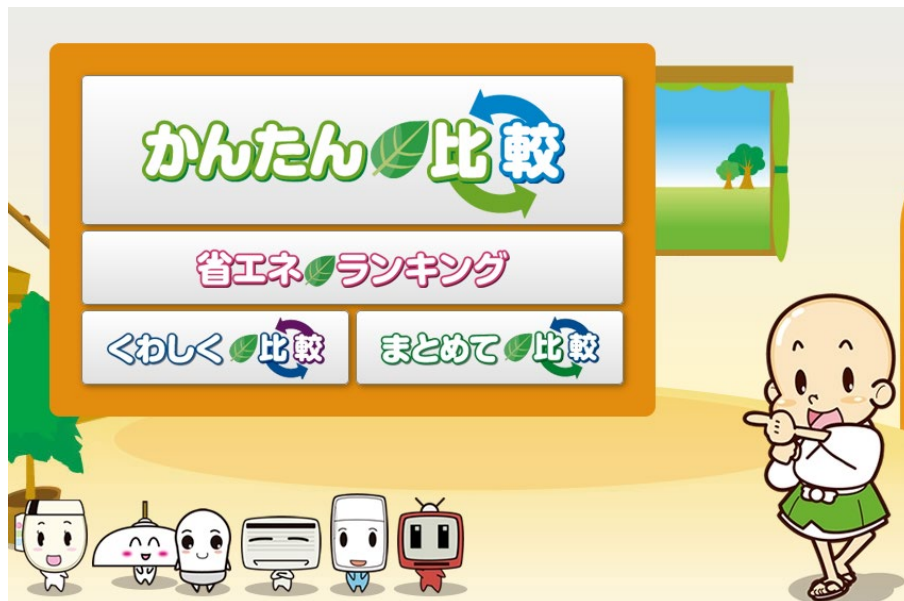 かんたん比較
省エネランキング
くわしく比較
まとめて比較